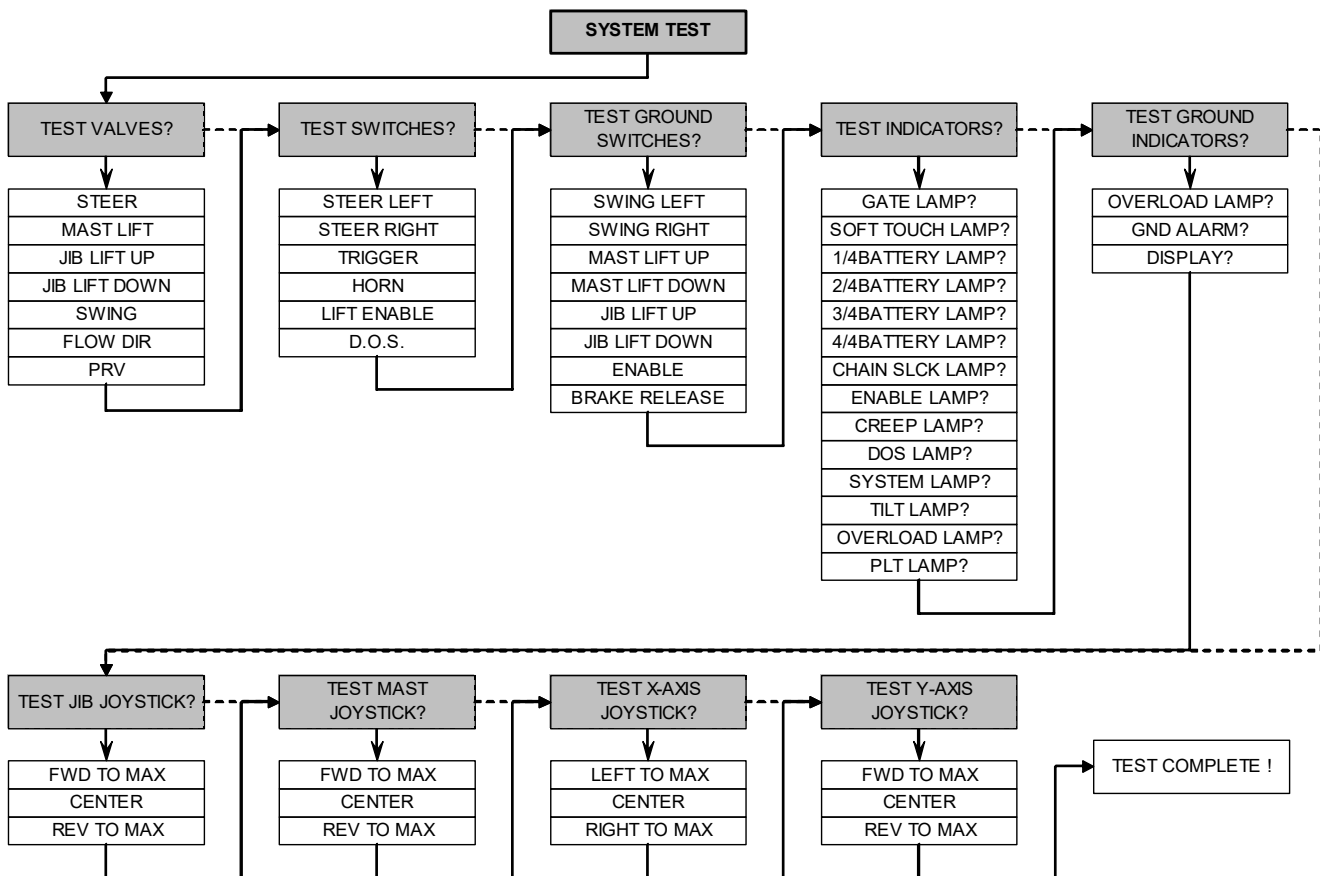 SYSTEM TEST
TEST VALVES?
STEER
MAST LIFT
JIB LIFT UP
JIB LIFT DOWN
SWING
FLOW DIR
PRV
TEST SWITCHES?
STEER LEFT
STEER RIGHT
TRIGGER
HORN
LIFT ENABLE
D.O.S.
TEST GROUND
SWITCHES?
SWING LEFT
SWING RIGHT
MAST LIFT UP
MAST LIFT DOWN
JIB LIFT UP
JIB LIFT DOWN
ENABLE
BRAKE RELEASE
TEST INDICATORS?
GATE LAMP?
SOFT TOUCH LAMP?
1/4BATTERY LAMP?
2/4BATTERY LAMP?
3/4BATTERY LAMP?
4/4BATTERY LAMP?
CHAIN SLCK LAMP?
ENABLE LAMP?
CREEP LAMP?
DOS LAMP?
SYSTEM LAMP?
TILT LAMP?
OVERLOAD LAMP?
PLT LAMP?
TEST GROUND
INDICATORS?
OVERLOAD LAMP?
GND ALARM?
DISPLAY?
TEST JIB JOYSTICK?
FWD TO MAX
CENTER
REV TO MAX
TEST MAST
JOYSTICK?
FWD TO MAX
CENTER
REV TO MAX
TEST X-AXIS
JOYSTICK?
LEFT TO MAX
CENTER
RIGHT TO MAX
TEST Y-AXIS
JOYSTICK?
FWD TO MAX
CENTER
REV TO MAX
TEST COMPLETE !